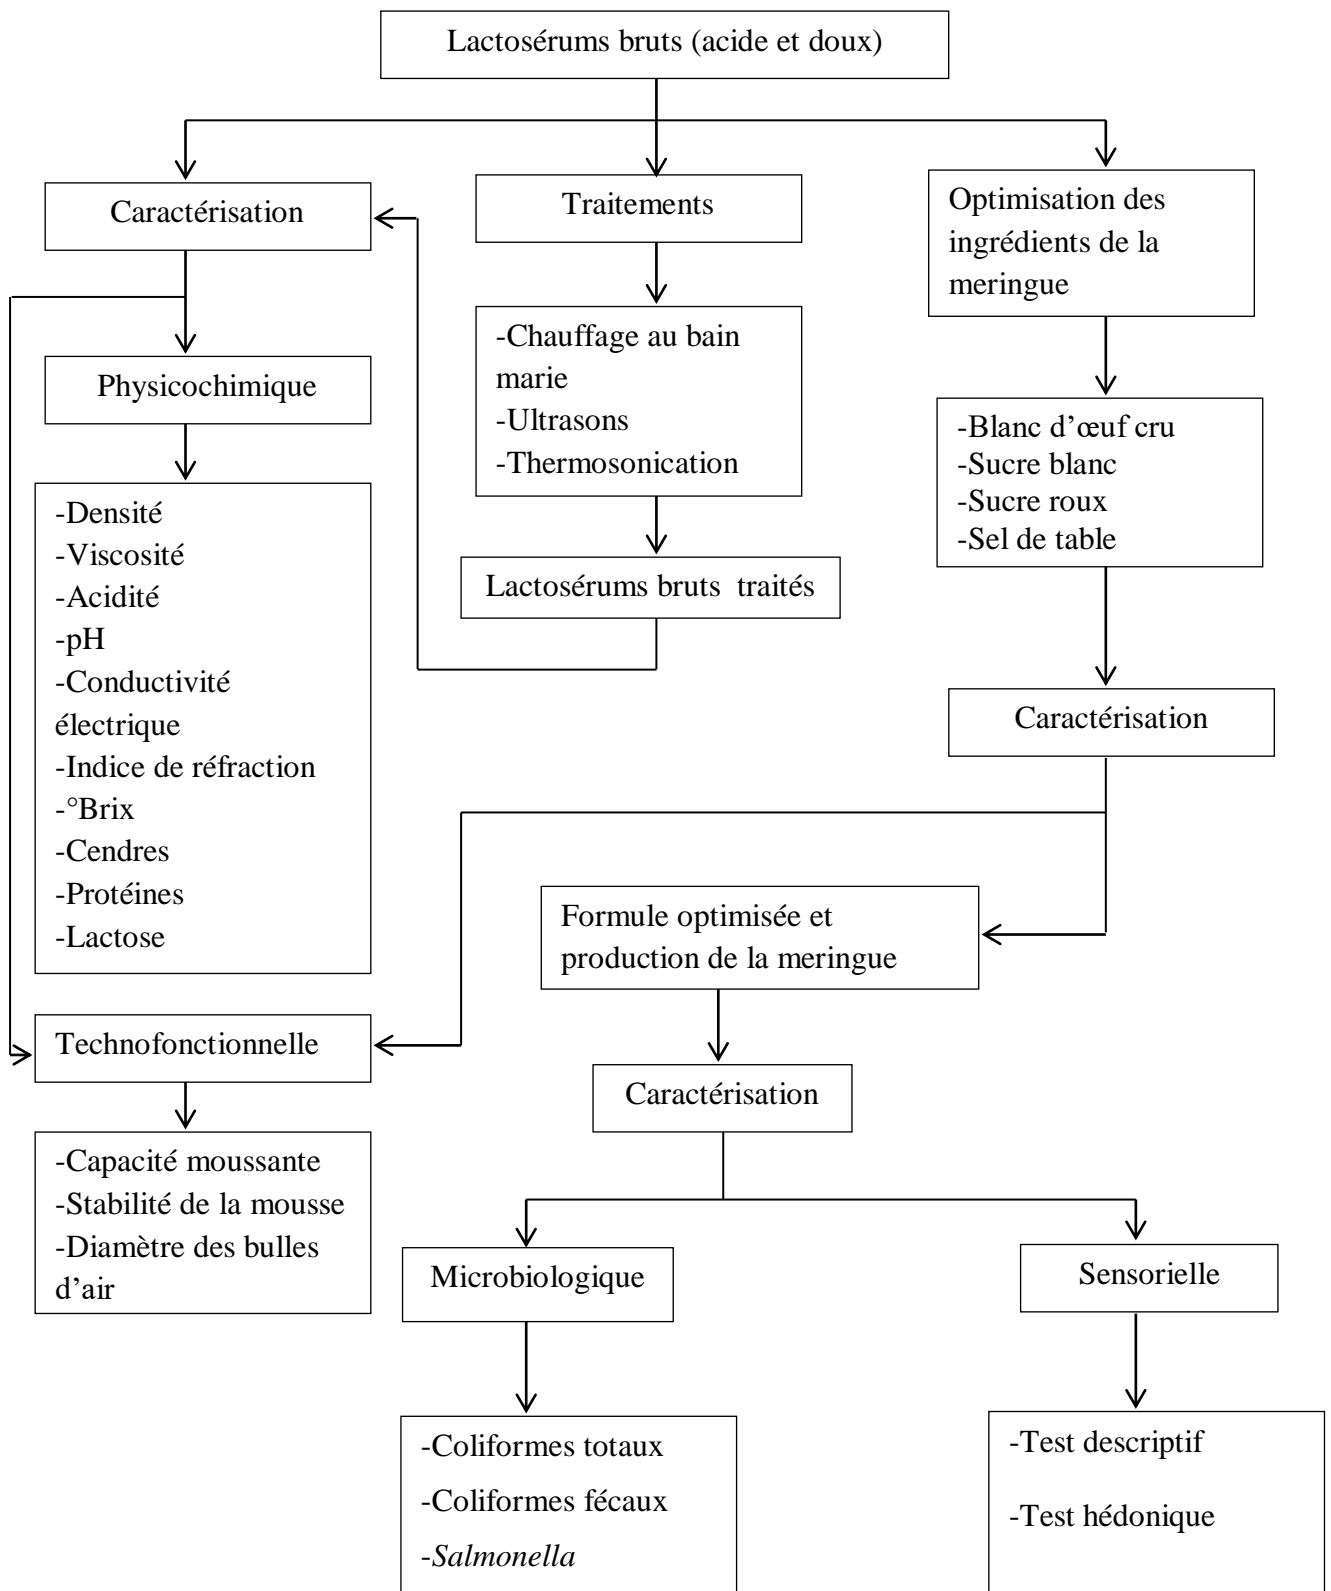 Lactosérums bruts (acide et doux)
Caractérisation
Traitements
Optimisation des
ingrédients de la
meringue
-Chauffage au bain
marie
-Ultrasons
-Thermosonication
Physicochimique
-Blanc d’œuf cru
-Sucre blanc
-Sucre roux
-Sel de table
-Densité
-Viscosité
-Acidité
-pH
-Conductivité
électrique
-Indice de réfraction
-°Brix
-Cendres
-Protéines
-Lactose
Lactosérums bruts  traités
Caractérisation
Formule optimisée et
production de la meringue
Technofonctionnelle
Caractérisation
-Capacité moussante
-Stabilité de la mousse
-Diamètre des bulles
d’air
Microbiologique
Sensorielle
-Coliformes totaux
-Coliformes fécaux
-Salmonella
-Test descriptif
-Test hédonique